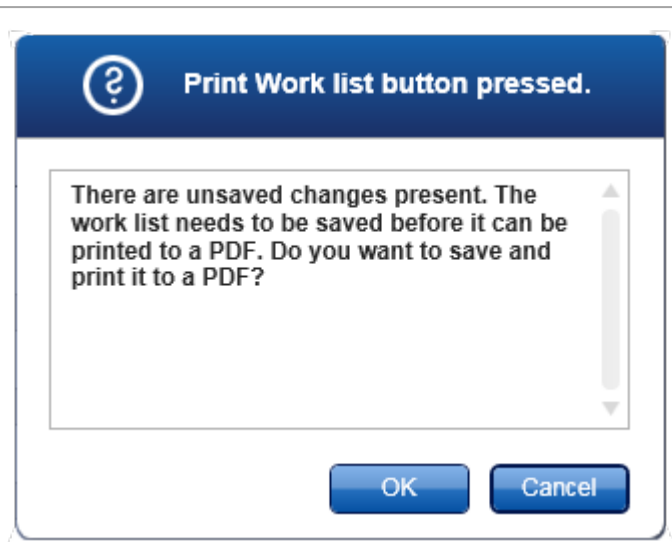 Print Work list button pressed.
There are unsaved changes present. The
work list needs to be saved before it can be
printed to a PDF. Do you want to save and
print it to a PDF?
OK Cancel